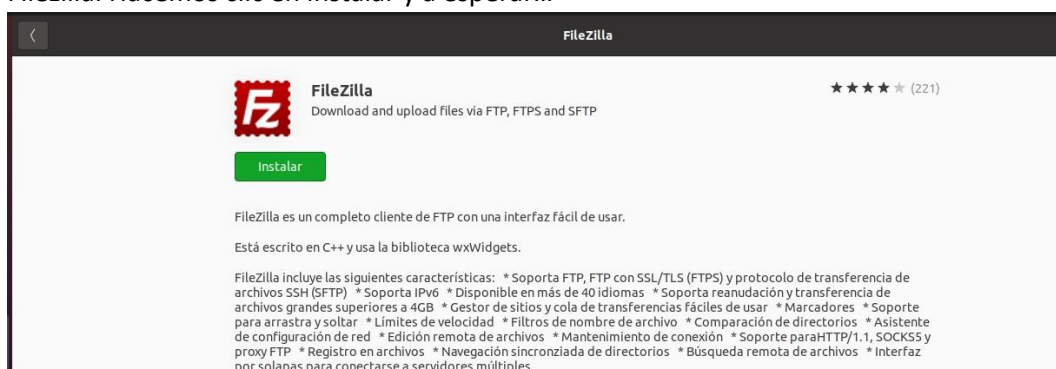 FileZilla
FileZilla
Download and upload files via FTP, FTPS and SFTP
(221)
Instalar
FileZilla es un completo cliente de FTP con una interfaz fácil de usar.
Está escrito en C++ y usa la biblioteca wxWidgets.
FileZilla incluye las siguientes características: * Soporta FTP, FTP con SSL/TLS (FTPS) y protocolo de transferencia de
archivos SSH (SFTP) * Soporta IPv6 * Disponible en más de 40 idiomas * Soporta reanudación y transferencia de
archivos grandes superiores a 4GB * Gestor de sitios y cola de transferencias fáciles de usar * Marcadores * Soporte
para arrastra y soltar * Límites de velocidad * Filtros de nombre de archivo * Comparación de directorios * Asistente
de configuración de red * Edición remota de archivos * Mantenimiento de conexión * Soporte paraHTTP/1.1, SOCKS5 y
proxy FTP * Registro en archivos * Navegación sincronziada de directorios * Búsqueda remota de archivos * Interfaz
por solapas para conectarse a servidores múltiples